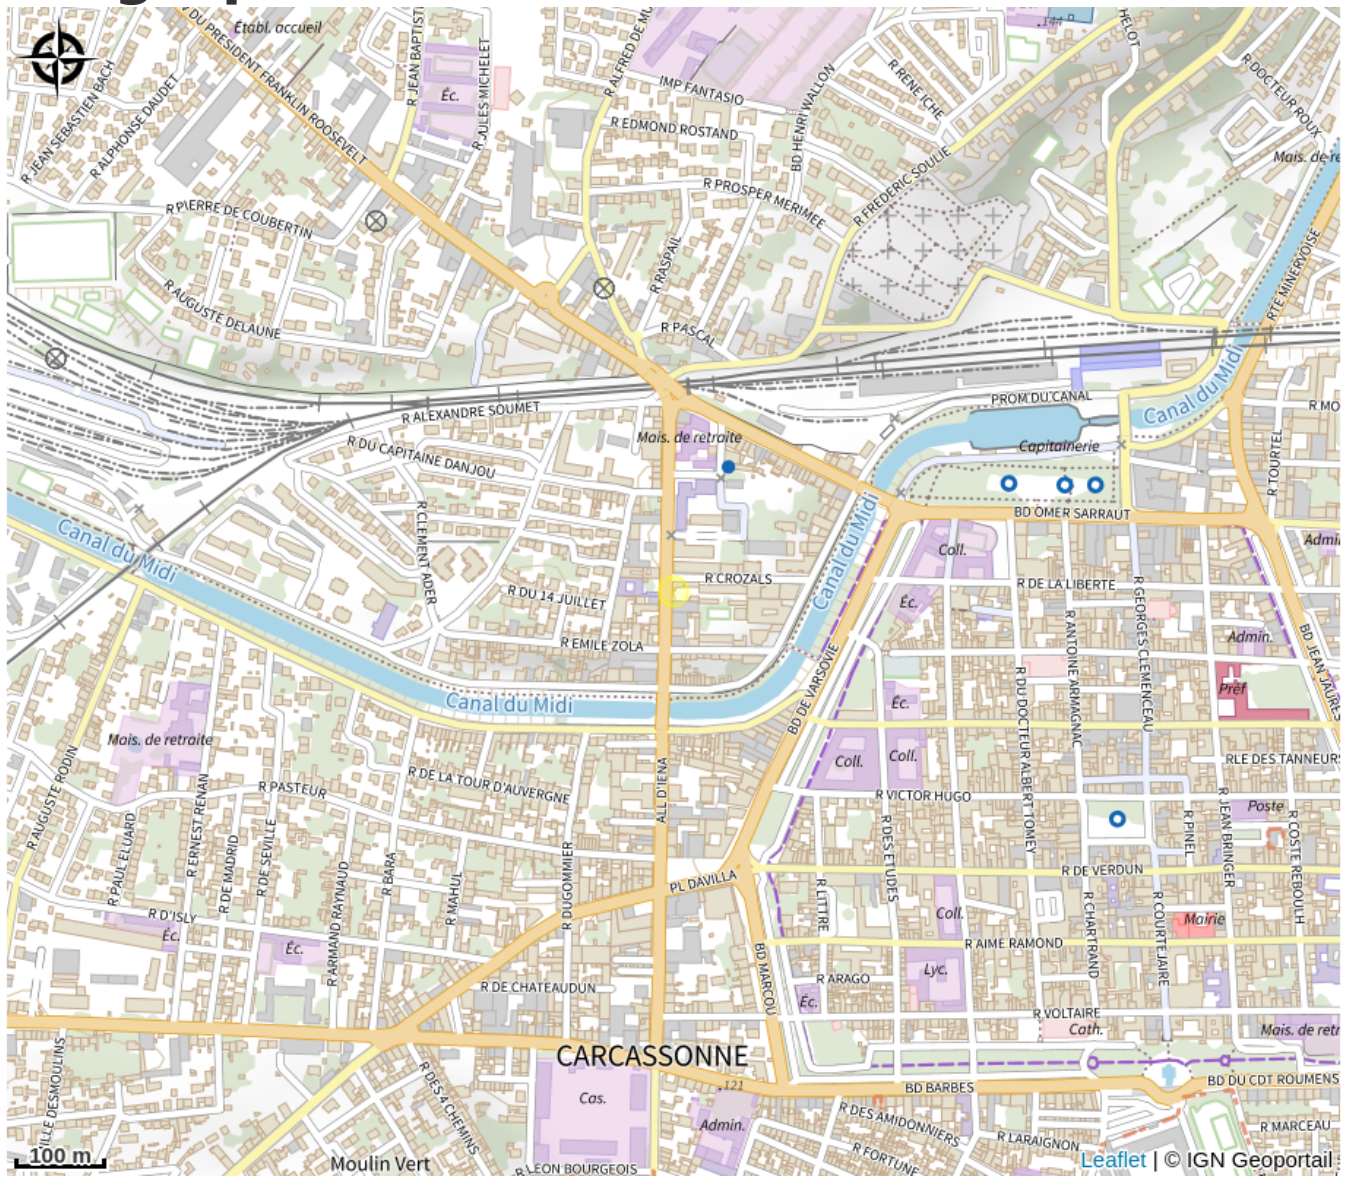 Établ. accueil
R DU PRESIDENT FRANKLIN ROOSEVELT
R JEAN BAPTIST
R JULES MICHELET
Éc.
R ALFRED DE MU
IMP FANTASIO
R EDMOND ROSTAND
BD HENRI WALLON
R RENE ICHE
144
HELOT
R DOCTEUR ROUX
Mais. de re
R JEAN SEBASTIEN BACH
R ALPHONSE DAUDET
R PROSPER MERIMEE
R FREDERIC SOULIE
R PIERRE DE COUBERTIN
R RASPAIL
RTE MINERVOISE
R AUGUSTE DELAUNE
R PASCAL
Canal du Midi
PROM DU CANAL
R ALEXANDRE SOUMET
R MO
Mais. de retraite
Capitainerie
R DU CAPITAINE DANJOU
R TOURTEL
BD OMER SARRAUT
Canal du Midi
R CLEMENT ADER
Canal du Midi
Coll.
Admin
R CROZALS
R DE LA LIBERTE
R DU 14 JUILLET
Éc.
R ANTOINE ARMAGNAC
R GEORGES CLEMENCEAU
Admin.
BD JEAN JAURES
R EMILE ZOLA
BD DE VARSOVIE
R DU DOCTEUR ALBERT TOMEY
Préf
Canal du Midi
Éc.
Mais. de retraite
Coll.
Coll.
RLE DES TANNEURS
R AUGUSTE RODIN
R PASTEUR
R DE LA TOUR D'AUVERGNE
ALL D'IENA
R VICTOR HUGO
Poste
R PAUL ELUARD
R ERNEST RENAN
R DE MADRID
R DE SEVILLE
R DES ETUDES
R PINEL
R JEAN BRINGER
R COSTE REBOULH
R ARMAND RAYNAUD
R BARA
R MAHUL
R DUGOMMIER
PL DAVILLA
R DE VERDUN
R LITTRE
Coll.
R CHARTRAND
R COURTEJAIRE
Mairie
R D'ISLY
Éc.
Éc.
R AIME RAMOND
BD MARCOU
R ARAGO
Lyc.
R DE CHATEAUDUN
Éc.
R VOLTAIRE
Cath.
Mais. de retr
CARCASSONNE
ILLE DESMOULINS
R DES 4 CHEMINS
121
BD BARBES
BD DU CDT ROUMENS
Cas.
Admin.
R DES AMIDONNIERS
R LARAIGNON
R MARCEAU
R FORTUNE
100 m
Moulin Vert
R LEON BOURGEOIS
Leaflet | © IGN Geoportail